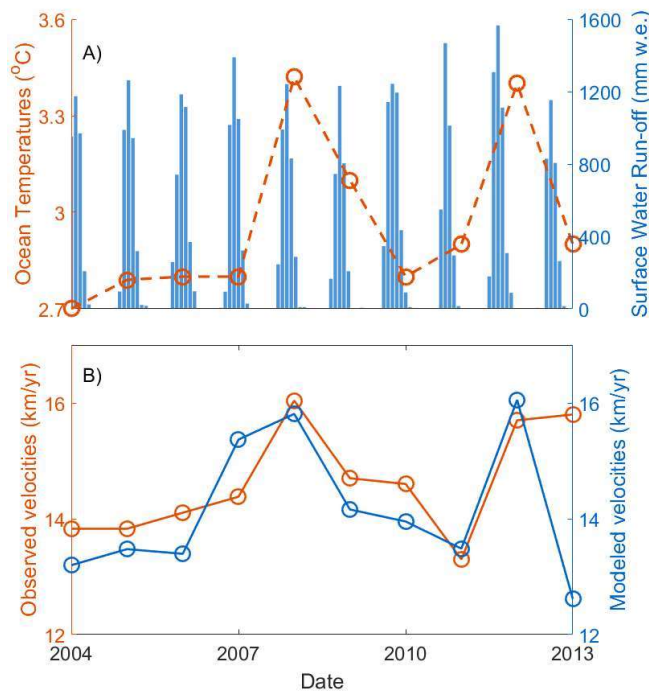 A)
Ocean Temperatures (°C)
3.6
3.3
3
2.7
Surface Water Run-off (mm w.e.)
1600
1200
800
400
0
B)
Observed velocities (km/yr)
16
14
12
Modeled velocities (km/yr)
16
14
12
2004
2007
2010
2013
Date